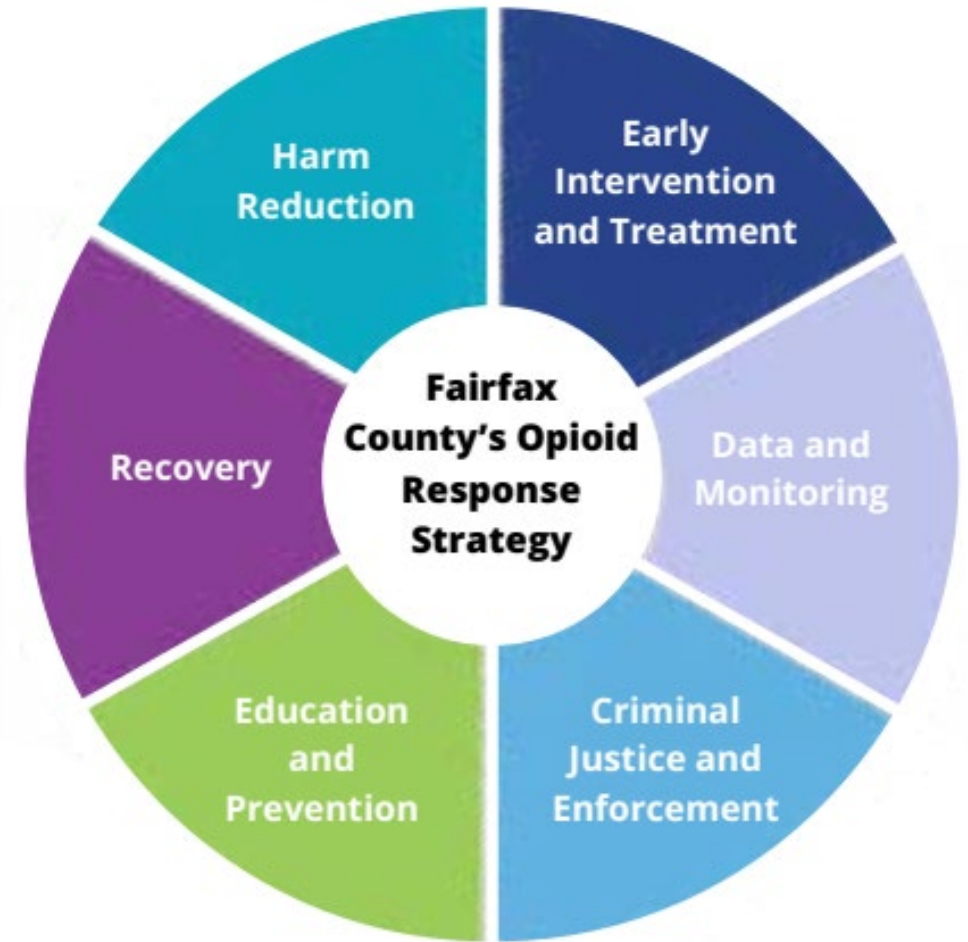 Harm
Reduction
Early
Intervention
and Treatment
Fairfax
County’s Opioid
Response
Strategy
Recovery
Data and
Monitoring
Education
and
Prevention
Criminal
Justice and
Enforcement